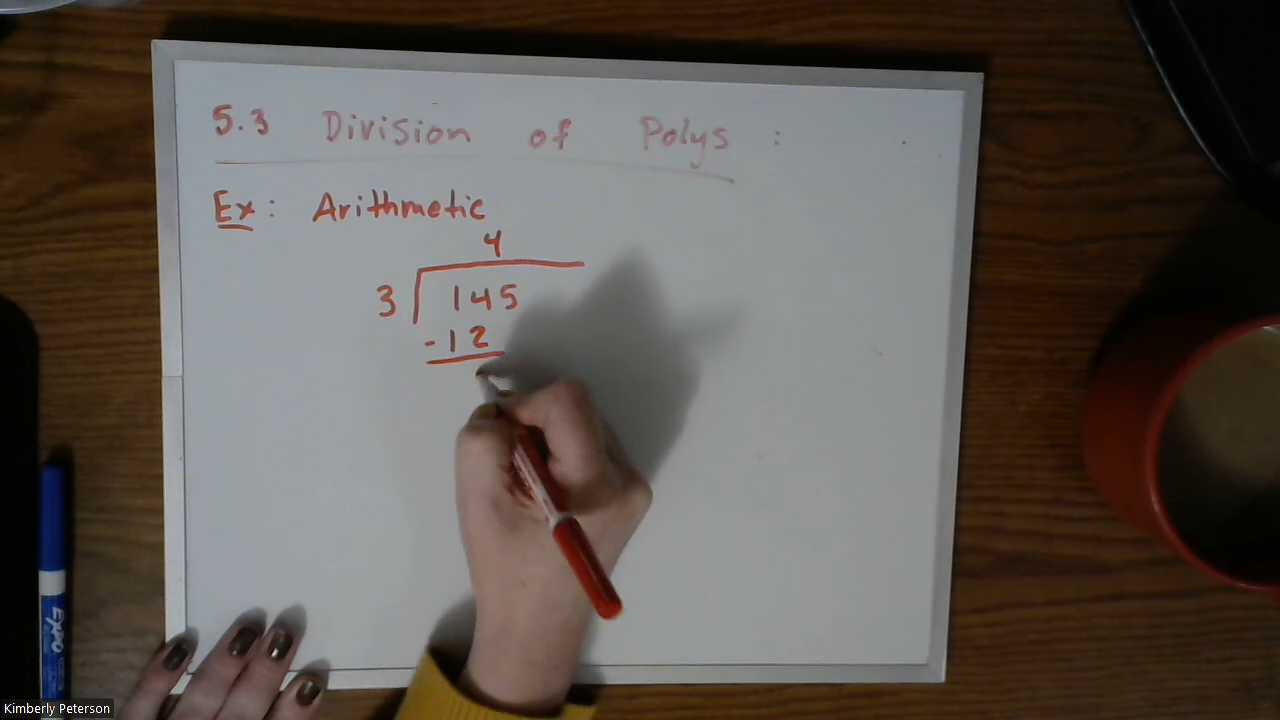 5.3 Division of Polys :
Ex: Arithmetic
4
3 145
-12
EXPO
Kimberly Peterson